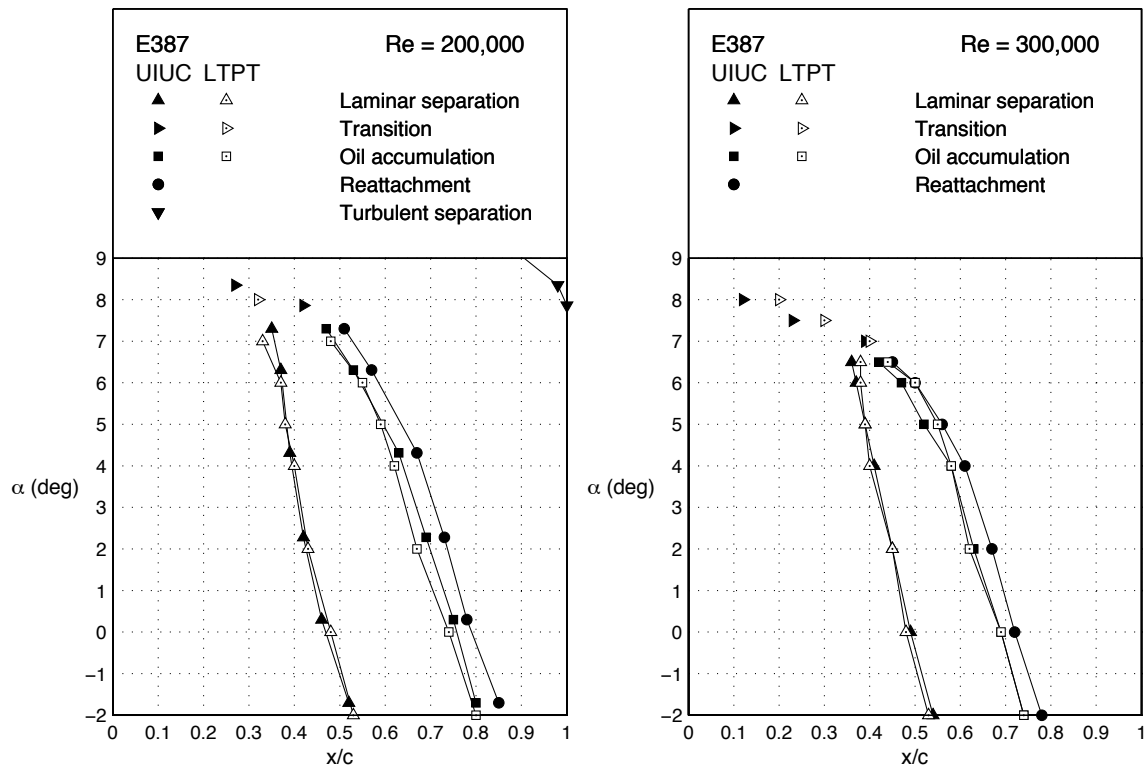 E387 Re = 200,000
UIUC LTPT
Laminar separation
Transition
Oil accumulation
Reattachment
Turbulent separation
9
8
7
6
5
4
3
2
1
0
−1
−2
α (deg)
0 0.1 0.2 0.3 0.4 0.5 0.6 0.7 0.8 0.9 1
x/c
E387 Re = 300,000
UIUC LTPT
Laminar separation
Transition
Oil accumulation
Reattachment
9
8
7
6
5
4
3
2
1
0
−1
−2
α (deg)
0 0.1 0.2 0.3 0.4 0.5 0.6 0.7 0.8 0.9 1
x/c